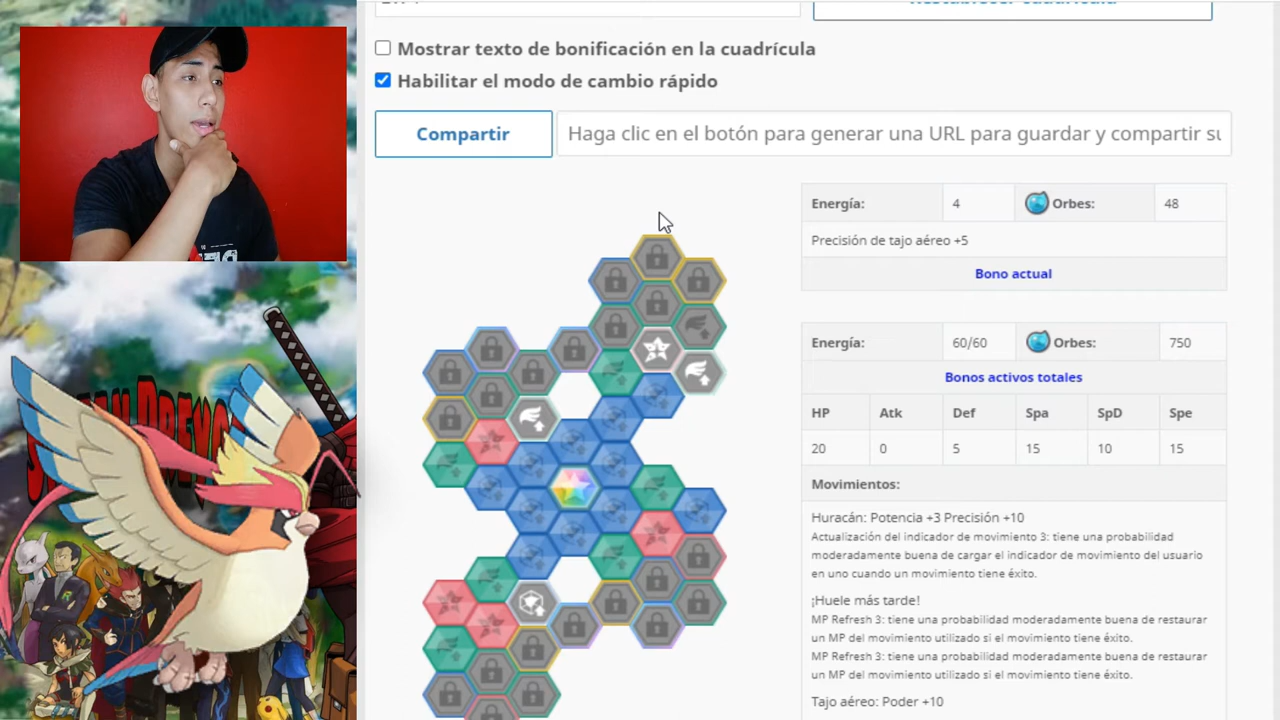 Mostrar texto de bonificación en la cuadrícula
Habilitar el modo de cambio rápido
Compartir
Haga clic en el botón para generar una URL para guardar y compartir su
Energía: 4 Orbes: 48
Precisión de tajo aéreo +5
Bono actual
Energía: 60/60 Orbes: 750
Bonos activos totales
HP Atk Def Spa SpD Spe
20 0 5 15 10 15
Movimientos:
Huracán: Potencia +3 Precisión +10
Actualización del indicador de movimiento 3: tiene una probabilidad
moderadamente buena de cargar el indicador de movimiento del usuario
en uno cuando un movimiento tiene éxito.
¡Huele más tarde!
MP Refresh 3: tiene una probabilidad moderadamente buena de restaurar
un MP del movimiento utilizado si el movimiento tiene éxito.
MP Refresh 3: tiene una probabilidad moderadamente buena de restaurar
un MP del movimiento utilizado si el movimiento tiene éxito.
Tajo aéreo: Poder +10